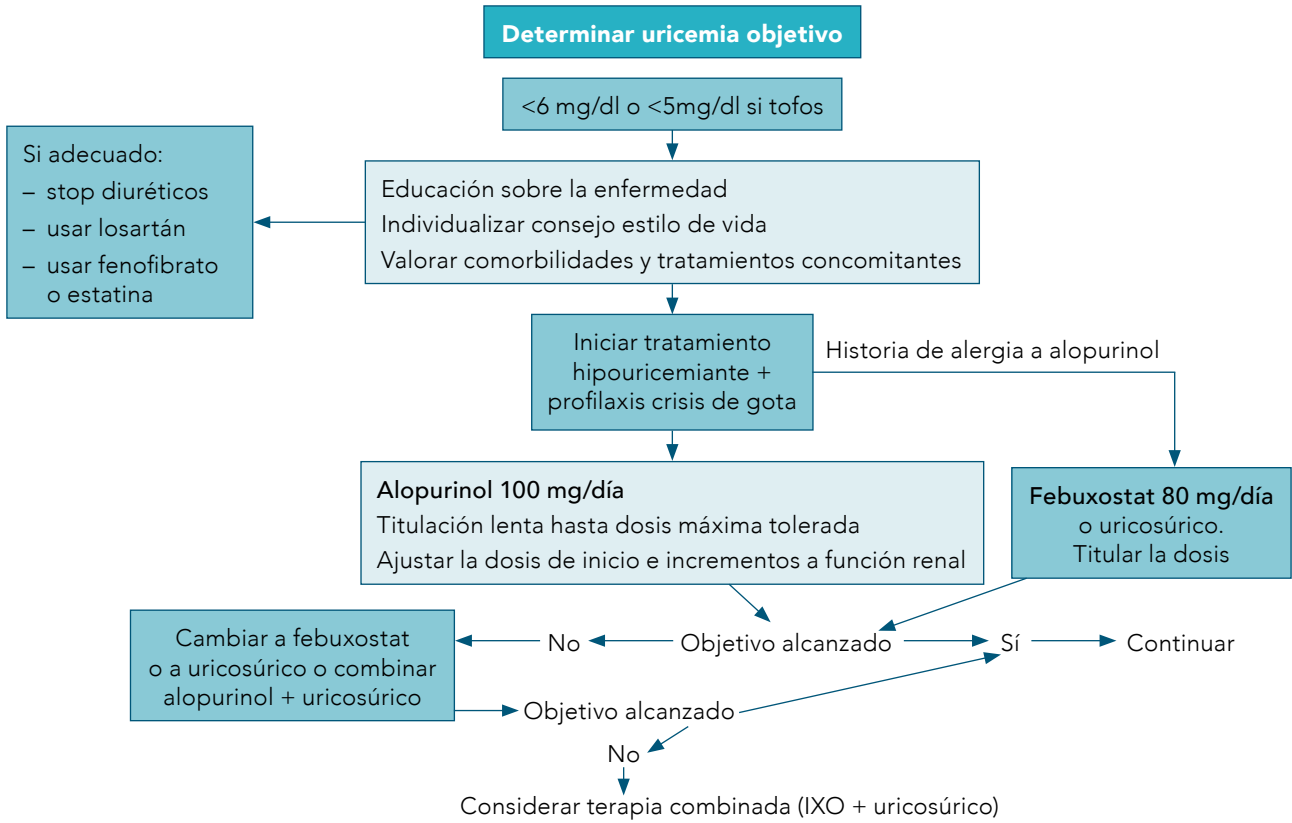 Determinar uricemia objetivo
<6 mg/dl o <5mg/dl si tofos
Si adecuado:
– stop diuréticos
– usar losartán
– usar fenofibrato
o estatina
Educación sobre la enfermedad
Individualizar consejo estilo de vida
Valorar comorbilidades y tratamientos concomitantes
Iniciar tratamiento
hipouricemiante +
profilaxis crisis de gota
Historia de alergia a alopurinol
Alopurinol 100 mg/día
Titulación lenta hasta dosis máxima tolerada
Ajustar la dosis de inicio e incrementos a función renal
Febuxostat 80 mg/día
o uricosúrico.
Titular la dosis
Cambiar a febuxostat
o a uricosúrico o combinar
alopurinol + uricosúrico
No
Objetivo alcanzado
Sí
Continuar
Objetivo alcanzado
No
Considerar terapia combinada (IXO + uricosúrico)